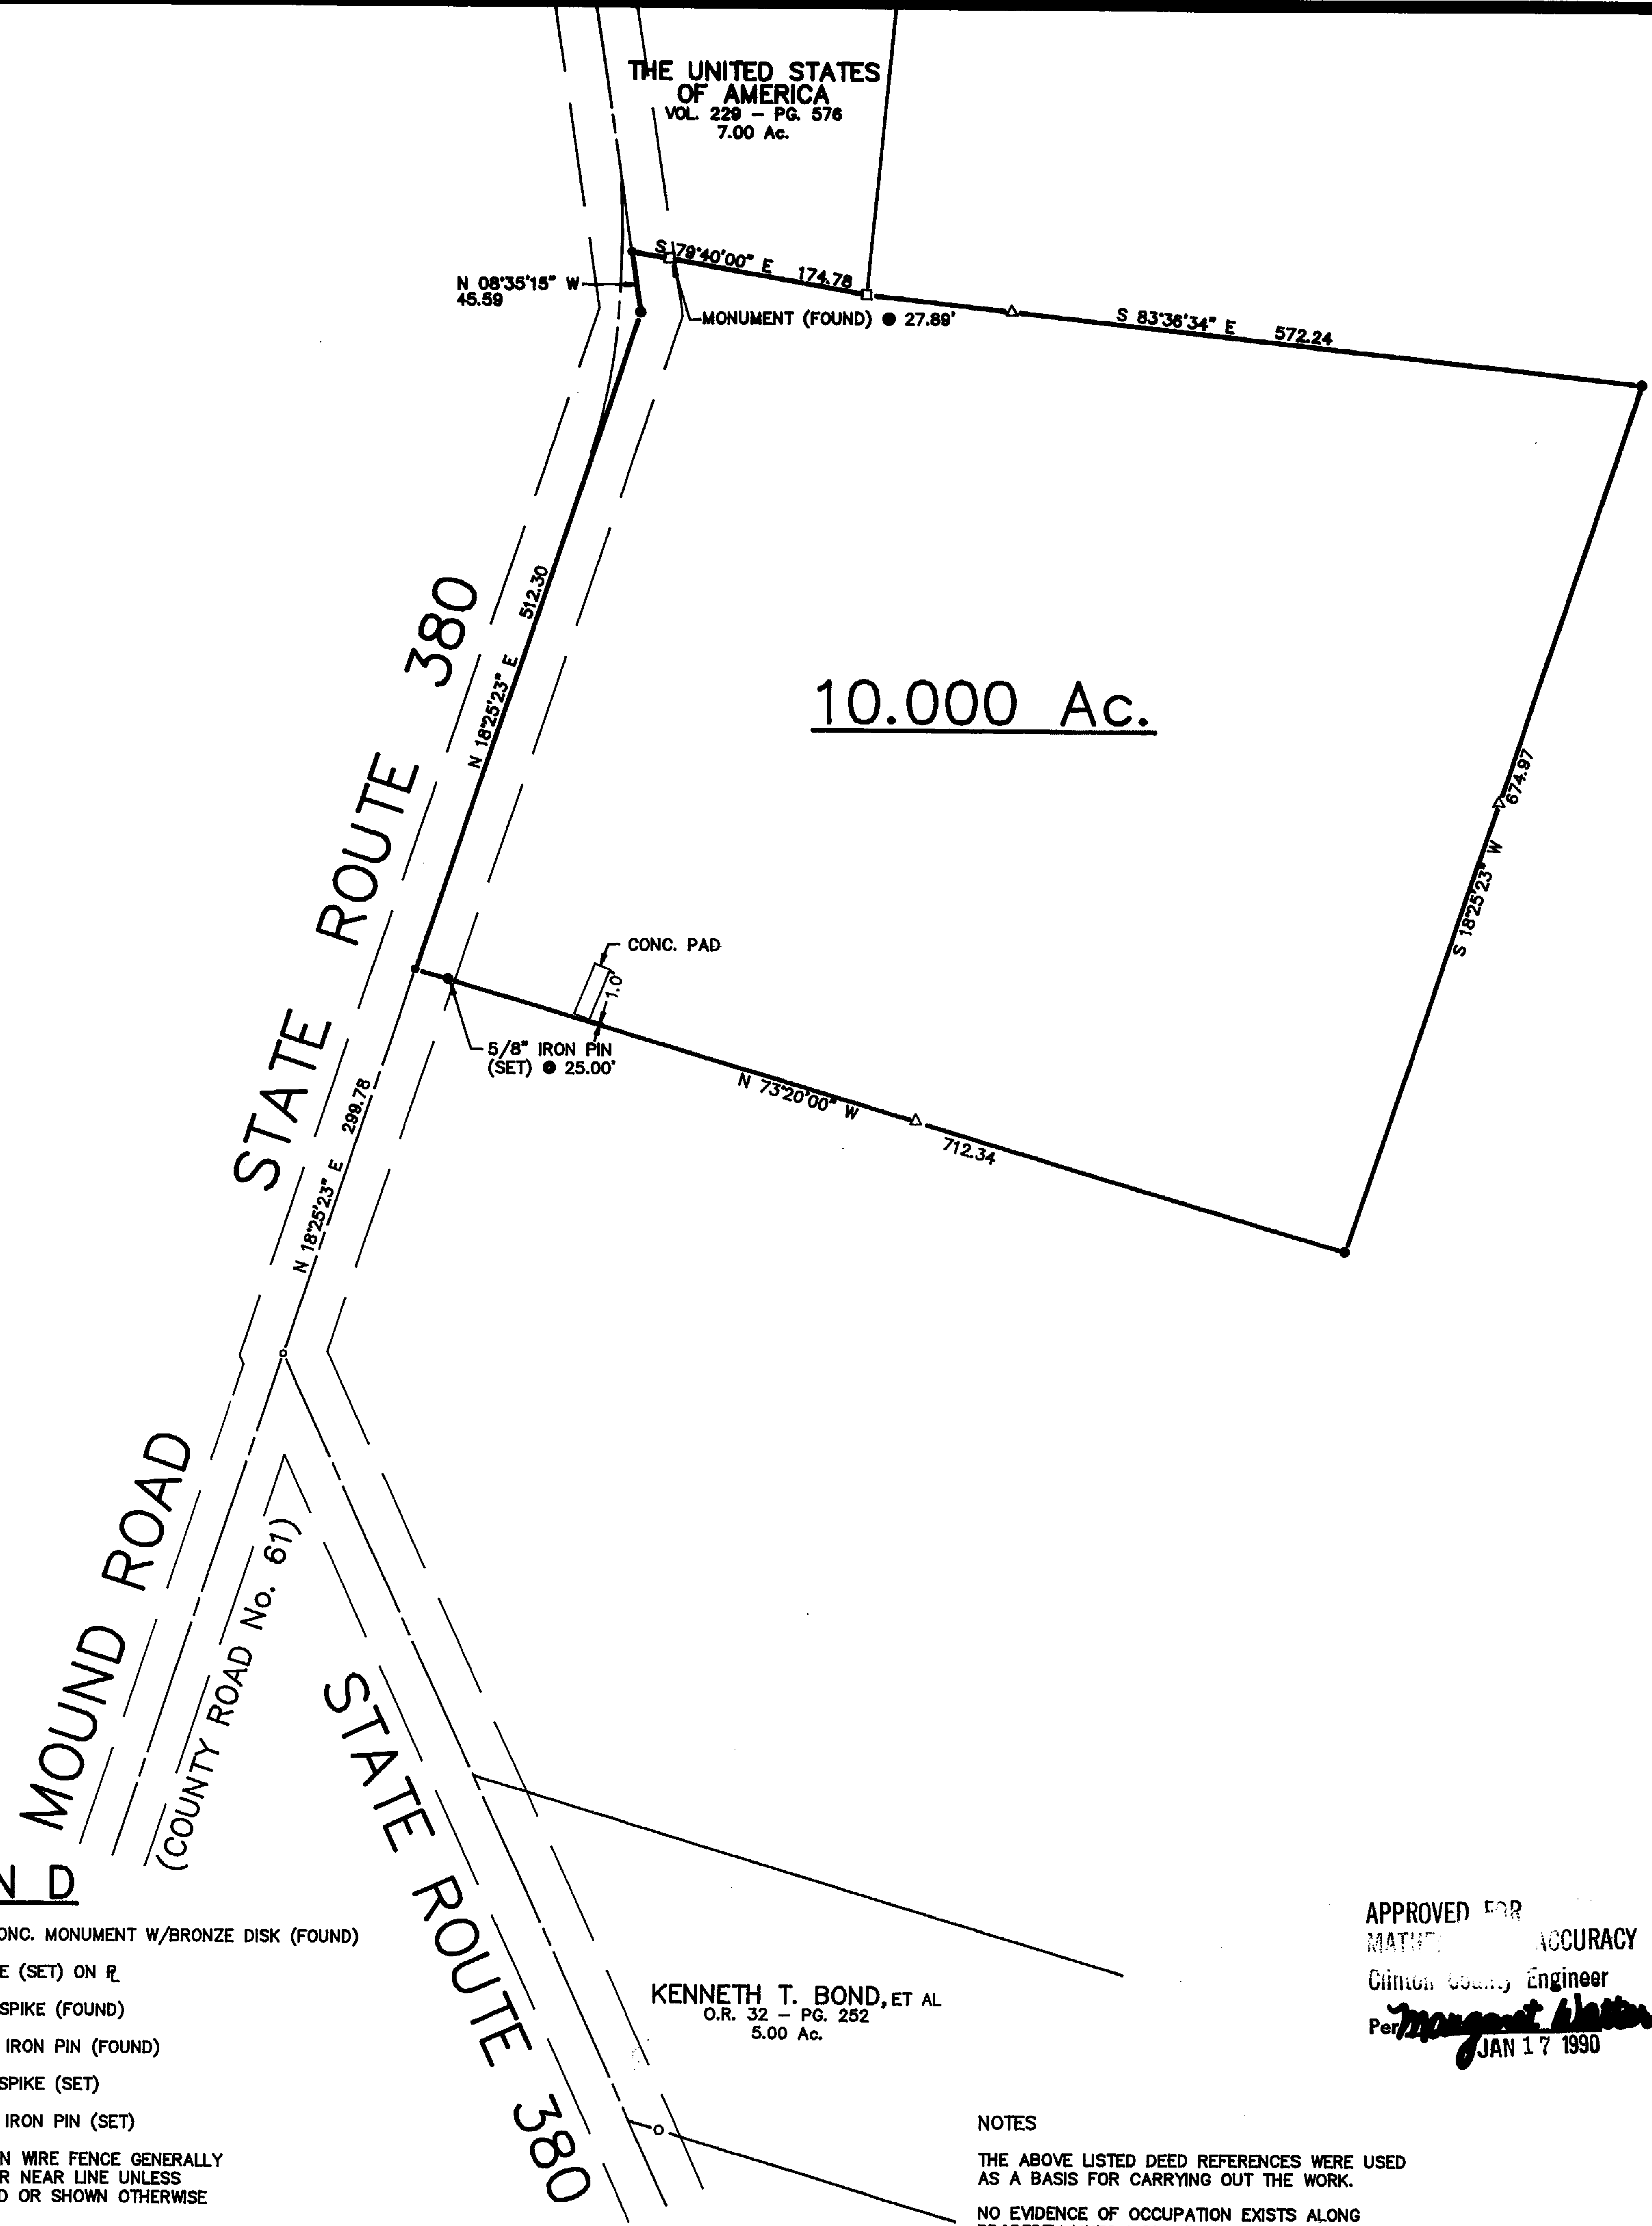 THE UNITED STATES
OF AMERICA
VOL. 229 – PG. 576
7.00 Ac.
S 79°40'00" E 174.78
N 08°35'15" W
45.59
MONUMENT (FOUND) ● 27.89'
S 83°36'34" E 572.24
STATE ROUTE 380
N 18°25'23" E 512.30
10.000 Ac.
S 18°25'23" W 674.97
CONC. PAD
1.0'
5/8" IRON PIN
(SET) ● 25.00'
N 73°20'00" W 712.34
N 18°25'23" E 299.78
MOUND ROAD
(COUNTY ROAD No. 61)
STATE ROUTE 380
N D
ONC. MONUMENT W/BRONZE DISK (FOUND)
E (SET) ON ⅊
SPIKE (FOUND)
IRON PIN (FOUND)
SPIKE (SET)
IRON PIN (SET)
N WIRE FENCE GENERALLY
R NEAR LINE UNLESS
D OR SHOWN OTHERWISE
KENNETH T. BOND, ET AL
O.R. 32 – PG. 252
5.00 Ac.
APPROVED FOR
ACCURACY
Clinton County Engineer
Per Margaret
JAN 17 1990
NOTES
THE ABOVE LISTED DEED REFERENCES WERE USED
AS A BASIS FOR CARRYING OUT THE WORK.
NO EVIDENCE OF OCCUPATION EXISTS ALONG